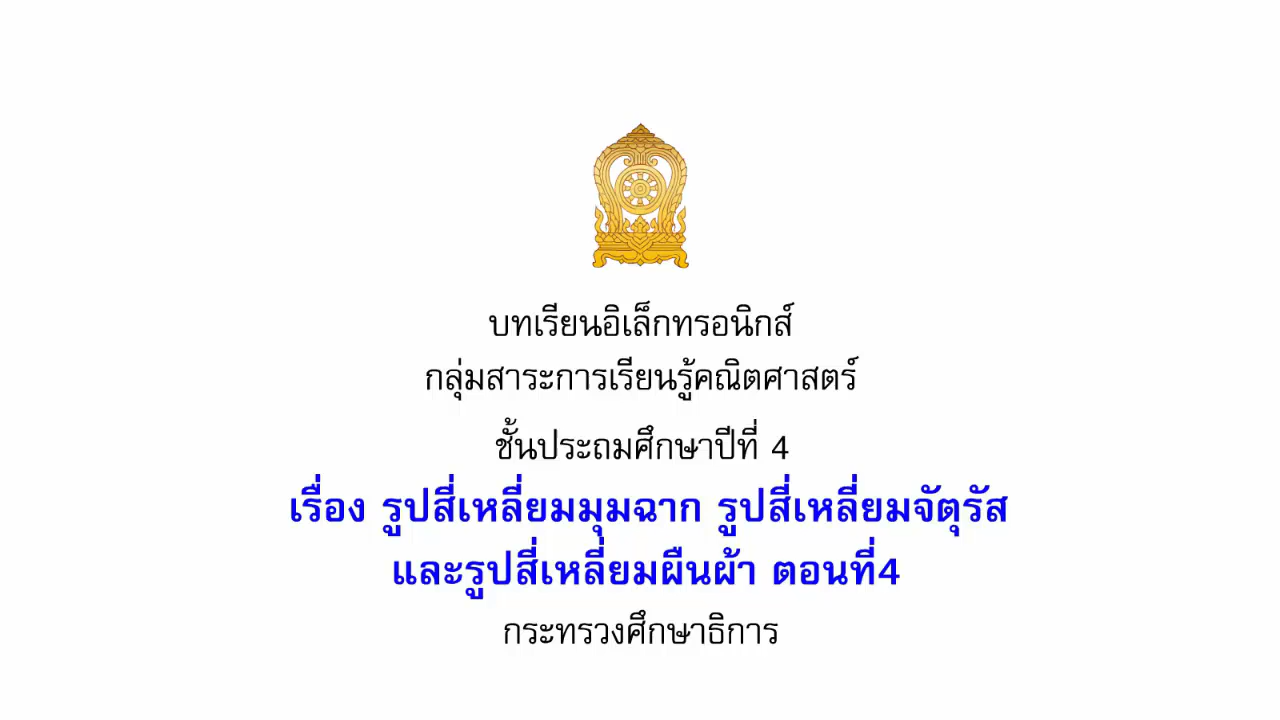 บทเรียนอิเล็กทรอนิกส์
กลุ่มสาระการเรียนรู้คณิตศาสตร์
ชั้นประถมศึกษาปีที่ 4
เรื่อง รูปสี่เหลี่ยมมุมฉาก รูปสี่เหลี่ยมจัตุรัส
และรูปสี่เหลี่ยมผืนผ้า ตอนที่4
กระทรวงศึกษาธิการ